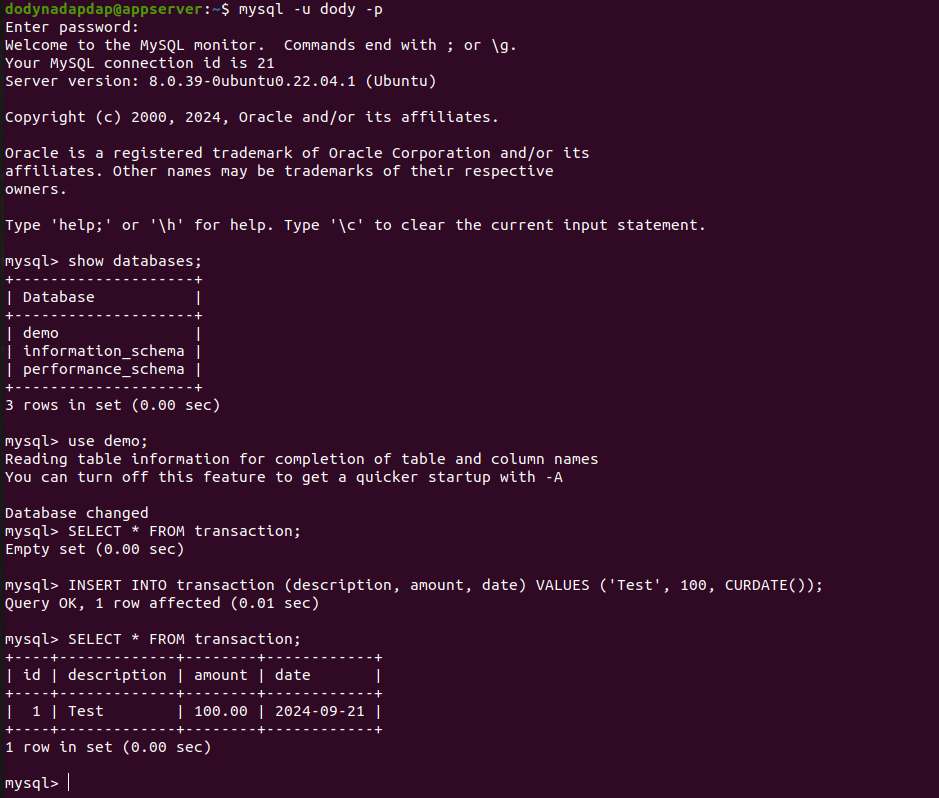 dodynadapdap@appserver:~$ mysql -u dody -p
Enter password:
Welcome to the MySQL monitor.  Commands end with ; or \g.
Your MySQL connection id is 21
Server version: 8.0.39-0ubuntu0.22.04.1 (Ubuntu)

Copyright (c) 2000, 2024, Oracle and/or its affiliates.

Oracle is a registered trademark of Oracle Corporation and/or its
affiliates. Other names may be trademarks of their respective
owners.

Type 'help;' or '\h' for help. Type '\c' to clear the current input statement.

mysql> show databases;
+--------------------+
| Database           |
+--------------------+
| demo               |
| information_schema |
| performance_schema |
+--------------------+
3 rows in set (0.00 sec)

mysql> use demo;
Reading table information for completion of table and column names
You can turn off this feature to get a quicker startup with -A

Database changed
mysql> SELECT * FROM transaction;
Empty set (0.00 sec)

mysql> INSERT INTO transaction (description, amount, date) VALUES ('Test', 100, CURDATE());
Query OK, 1 row affected (0.01 sec)

mysql> SELECT * FROM transaction;
+----+-------------+--------+------------+
| id | description | amount | date       |
+----+-------------+--------+------------+
|  1 | Test        | 100.00 | 2024-09-21 |
+----+-------------+--------+------------+
1 row in set (0.00 sec)

mysql>